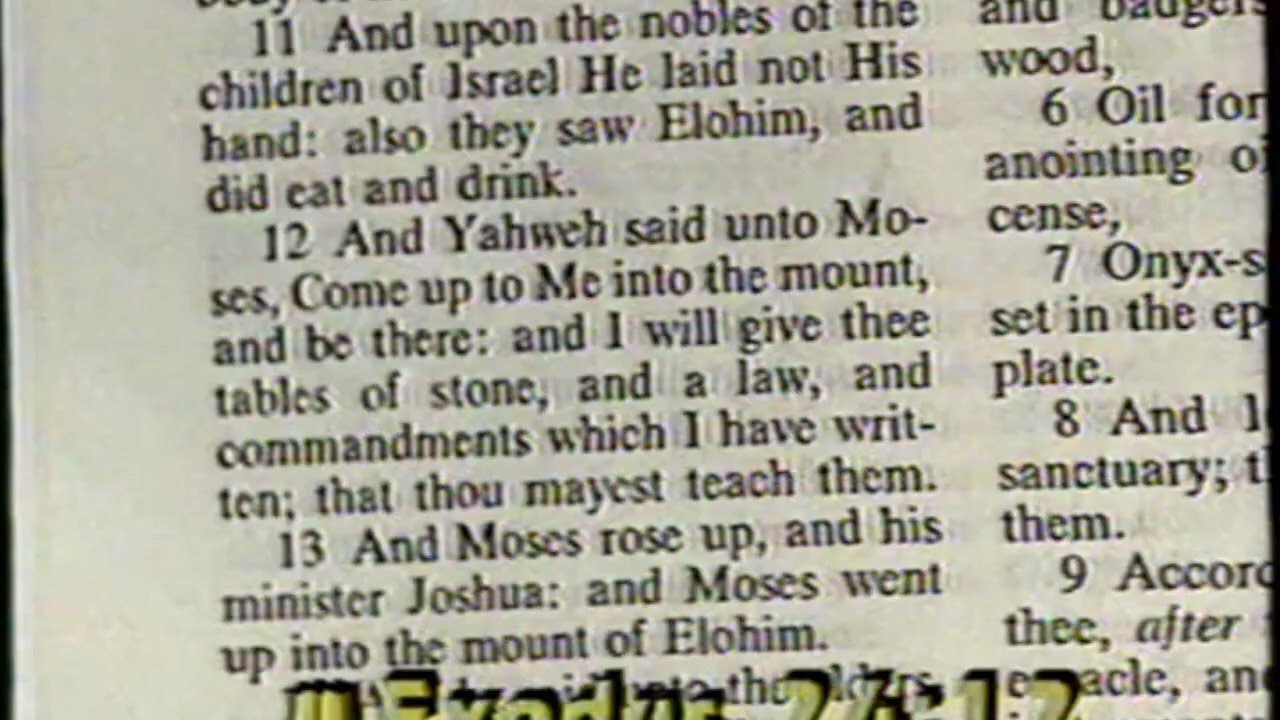 11 And upon the nobles of the
children of Israel He laid not His
hand: also they saw Elohim, and
did eat and drink.
12 And Yahweh said unto Mo-
ses, Come up to Me into the mount,
and be there: and I will give thee
tables of stone, and a law, and
commandments which I have writ-
ten; that thou mayest teach them.
13 And Moses rose up, and his
minister Joshua: and Moses went
up into the mount of Elohim.
and badgers
wood,
6 Oil for
anointing
cense,
7 Onyx-s
set in the ep
plate.
8 And
sanctuary;
them.
9 Accord
thee, after
Exodus 24:12